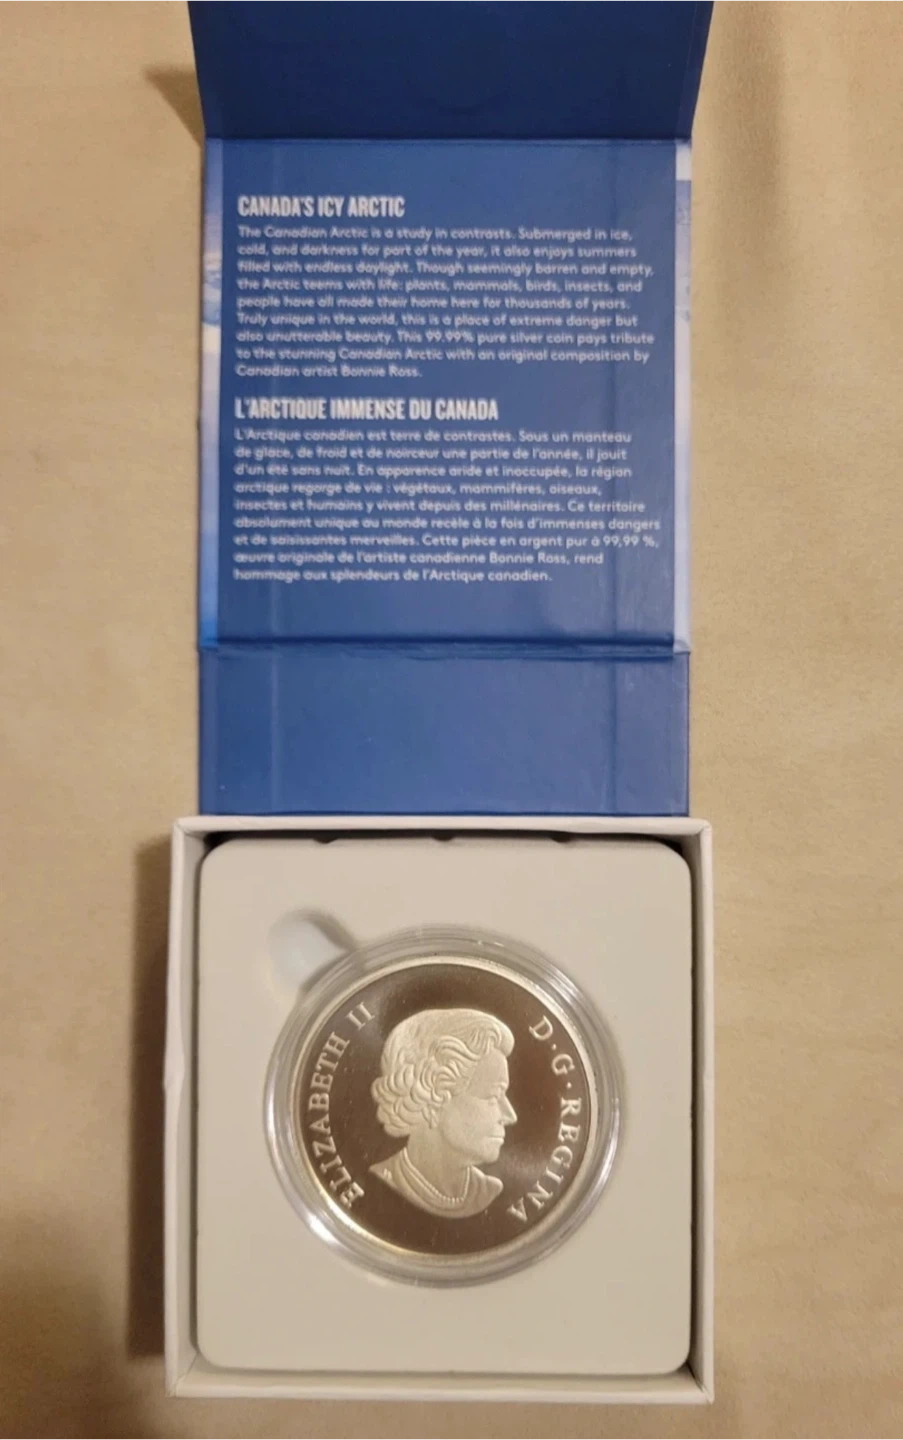 CANADA'S ICY ARCTIC
The Canadian Arctic is a study in contrasts. Submerged in ice,
cold, and darkness for part of the year, it also enjoys summers
filled with endless daylight. Though seemingly barren and empty,
the Arctic teems with life: plants, mammals, birds, insects, and
people have all made their home here for thousands of years.
Truly unique in the world, this is a place of extreme danger but
also unutterable beauty. This 99.99% pure silver coin pays tribute
to the stunning Canadian Arctic with an original composition by
Canadian artist Bonnie Ross.
L'ARCTIQUE IMMENSE DU CANADA
L'Arctique canadien est terre de contrastes. Sous un manteau
de glace, de froid et de noirceur une partie de l'année, il jouit
d'un été sans nuit. En apparence aride et inoccupée, la région
arctique regorge de vie : végétaux, mammifères, oiseaux,
insectes et humains y vivent depuis des millénaires. Ce territoire
absolument unique au monde recèle à la fois d'immenses dangers
et de saisissantes merveilles. Cette pièce en argent pur à 99,99 %,
œuvre originale de l'artiste canadienne Bonnie Ross, rend
hommage aux splendeurs de l'Arctique canadien.
ELIZABETH II
D·G·REGINA